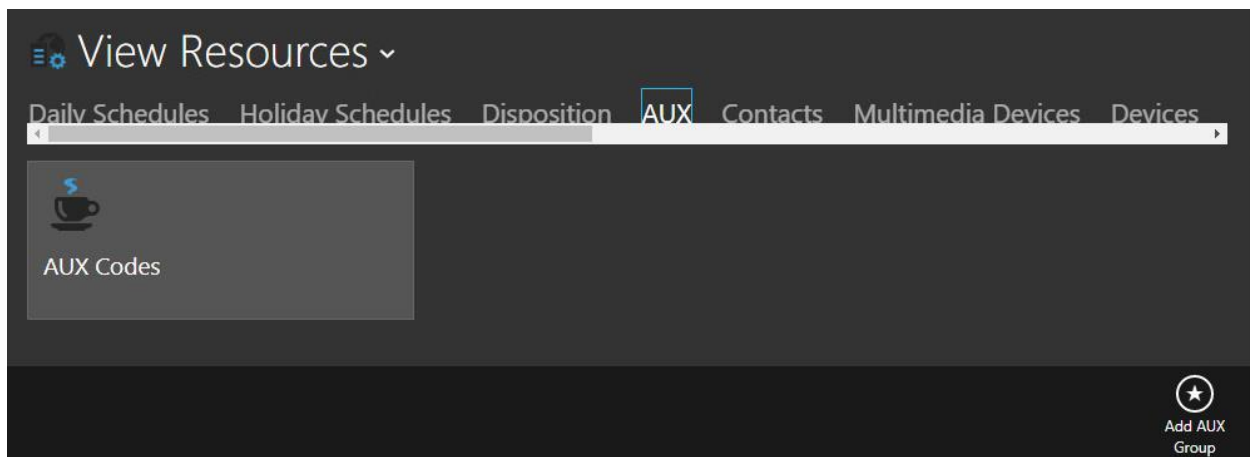 View Resources
Daily Schedules Holiday Schedules Disposition AUX Contacts Multimedia Devices Devices
AUX Codes
Add AUX
Group